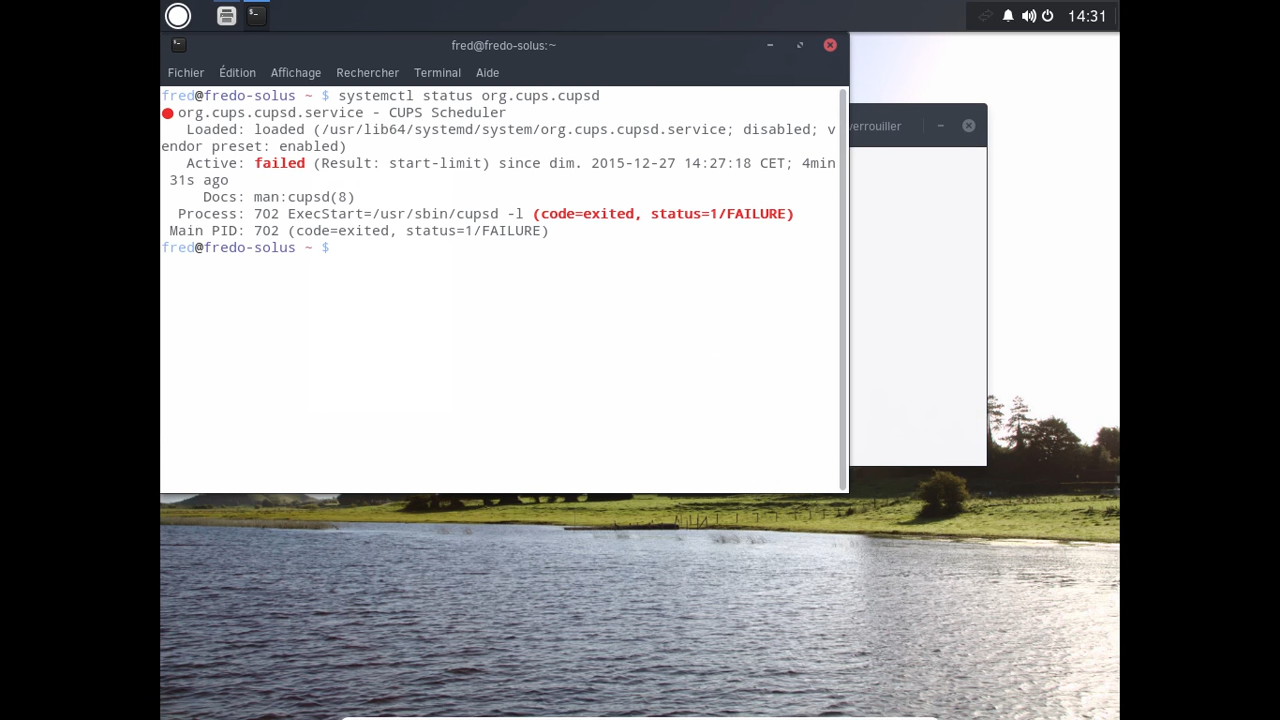 14:31
fred@fredo-solus:~
Fichier Édition Affichage Rechercher Terminal Aide
fred@fredo-solus ~ $ systemctl status org.cups.cupsd
● org.cups.cupsd.service - CUPS Scheduler
Loaded: loaded (/usr/lib64/systemd/system/org.cups.cupsd.service; disabled; v
endor preset: enabled)
Active: failed (Result: start-limit) since dim. 2015-12-27 14:27:18 CET; 4min
31s ago
Docs: man:cupsd(8)
Process: 702 ExecStart=/usr/sbin/cupsd -l (code=exited, status=1/FAILURE)
Main PID: 702 (code=exited, status=1/FAILURE)
fred@fredo-solus ~ $
verrouiller